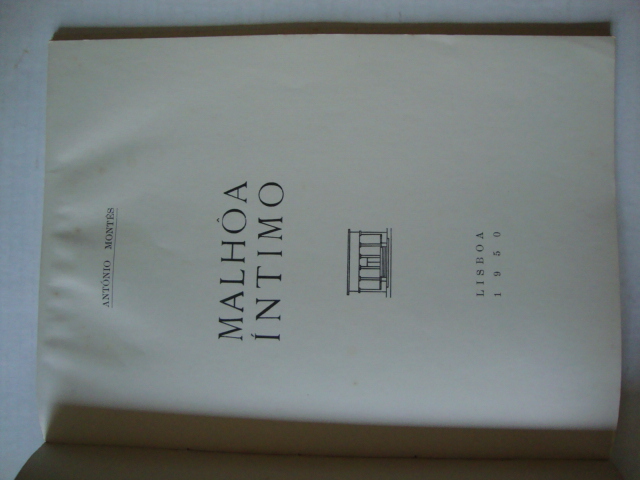 ANTÓNIO MONTÊS
MALHÔA
ÍNTIMO
LISBOA
1950